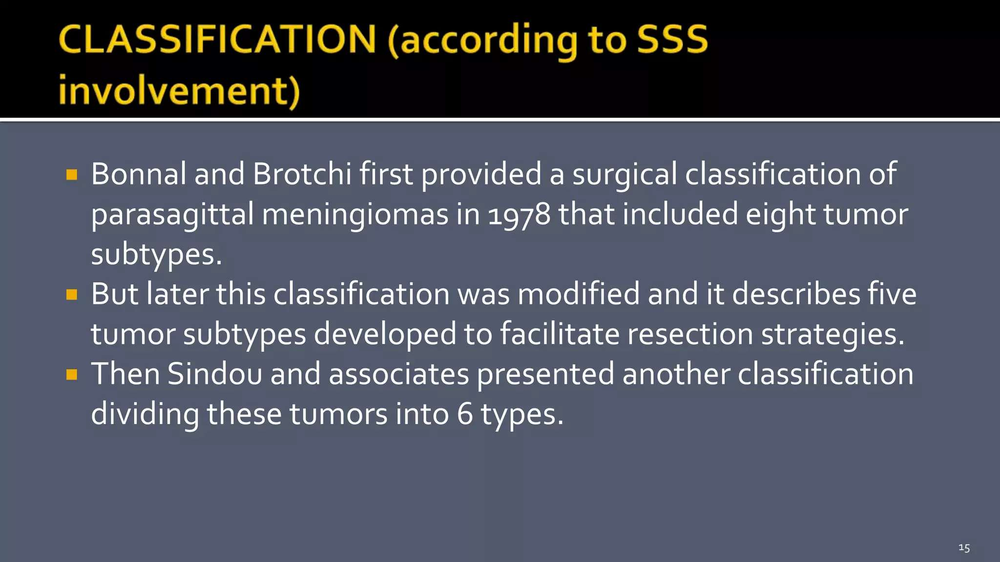 CLASSIFICATION (according to SSS
involvement)
▪ Bonnal and Brotchi first provided a surgical classification of
parasagittal meningiomas in 1978 that included eight tumor
subtypes.
▪ But later this classification was modified and it describes five
tumor subtypes developed to facilitate resection strategies.
▪ Then Sindou and associates presented another classification
dividing these tumors into 6 types.
15